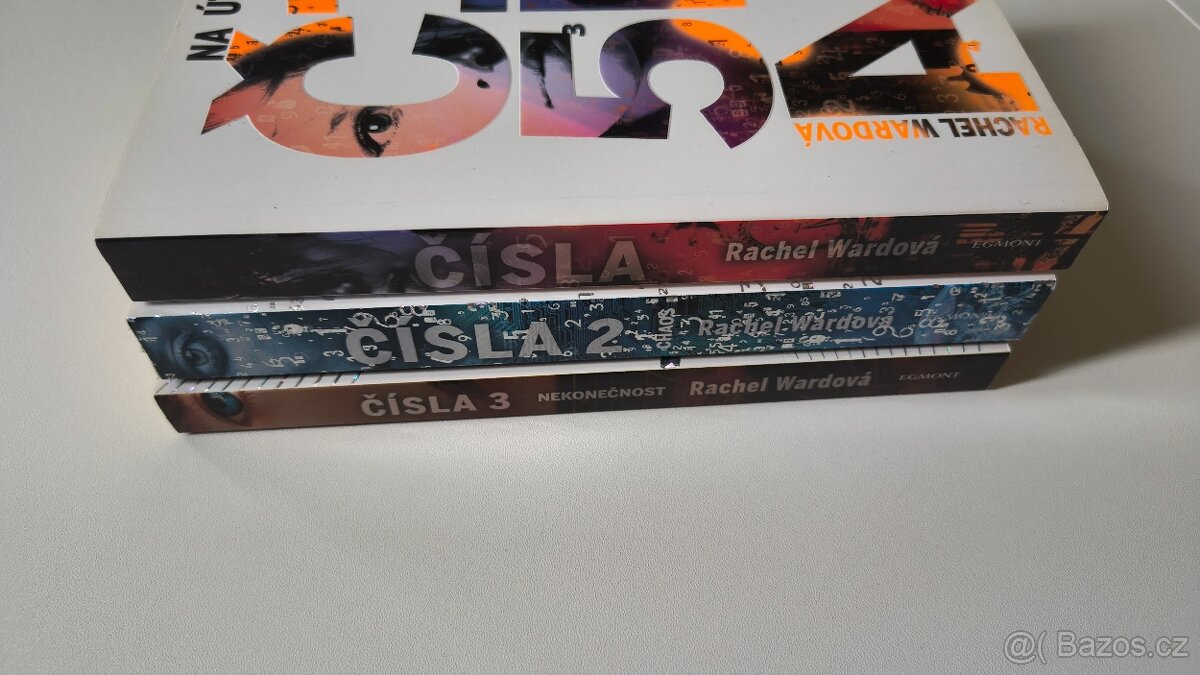 NA Ú
RACHEL WARDOVÁ
ČÍSLA Rachel Wardová EGMONT
ČÍSLA 2 CHAOS Rachel Wardová EGMONT
ČÍSLA 3 NEKONEČNOST Rachel Wardová EGMONT
@( Bazos.cz